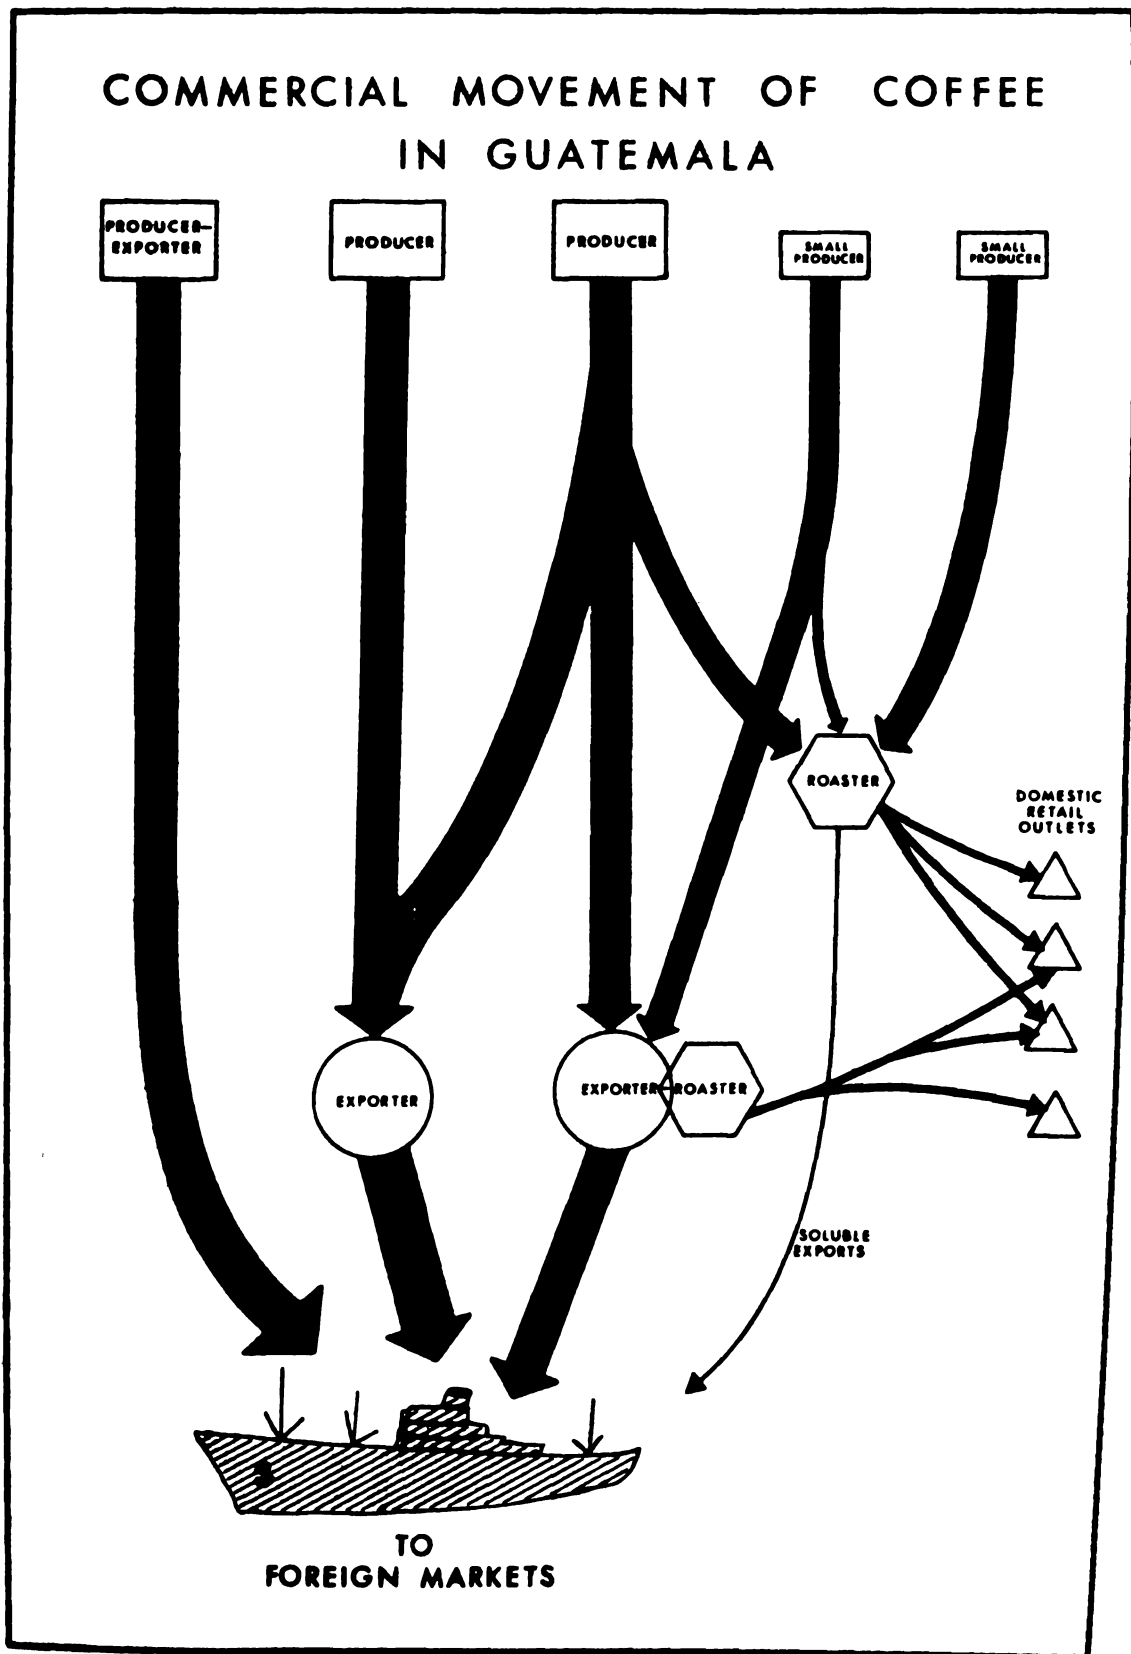 COMMERCIAL MOVEMENT OF COFFEE
IN GUATEMALA
PRODUCER-
EXPORTER
PRODUCER
PRODUCER
SMALL
PRODUCER
SMALL
PRODUCER
ROASTER
DOMESTIC
RETAIL
OUTLETS
EXPORTER
EXPORTER-ROASTER
SOLUBLE
EXPORTS
TO
FOREIGN MARKETS